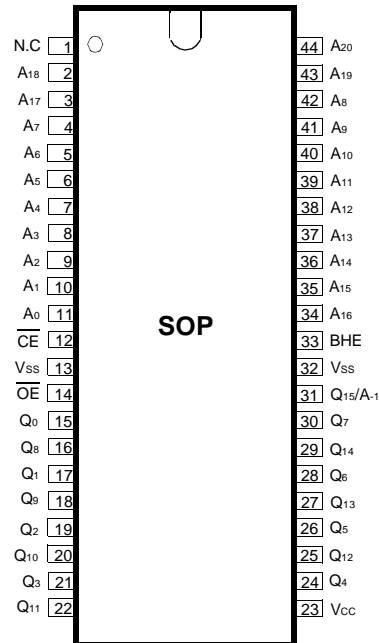 N.C 1 44 A20
A18 2 43 A19
A17 3 42 A8
A7 4 41 A9
A6 5 40 A10
A5 6 39 A11
A4 7 38 A12
A3 8 37 A13
A2 9 36 A14
A1 10 35 A15
A0 11 34 A16
SOP
CE 12 33 BHE
VSS 13 32 VSS
OE 14 31 Q15/A-1
Q0 15 30 Q7
Q8 16 29 Q14
Q1 17 28 Q6
Q9 18 27 Q13
Q2 19 26 Q5
Q10 20 25 Q12
Q3 21 24 Q4
Q11 22 23 VCC